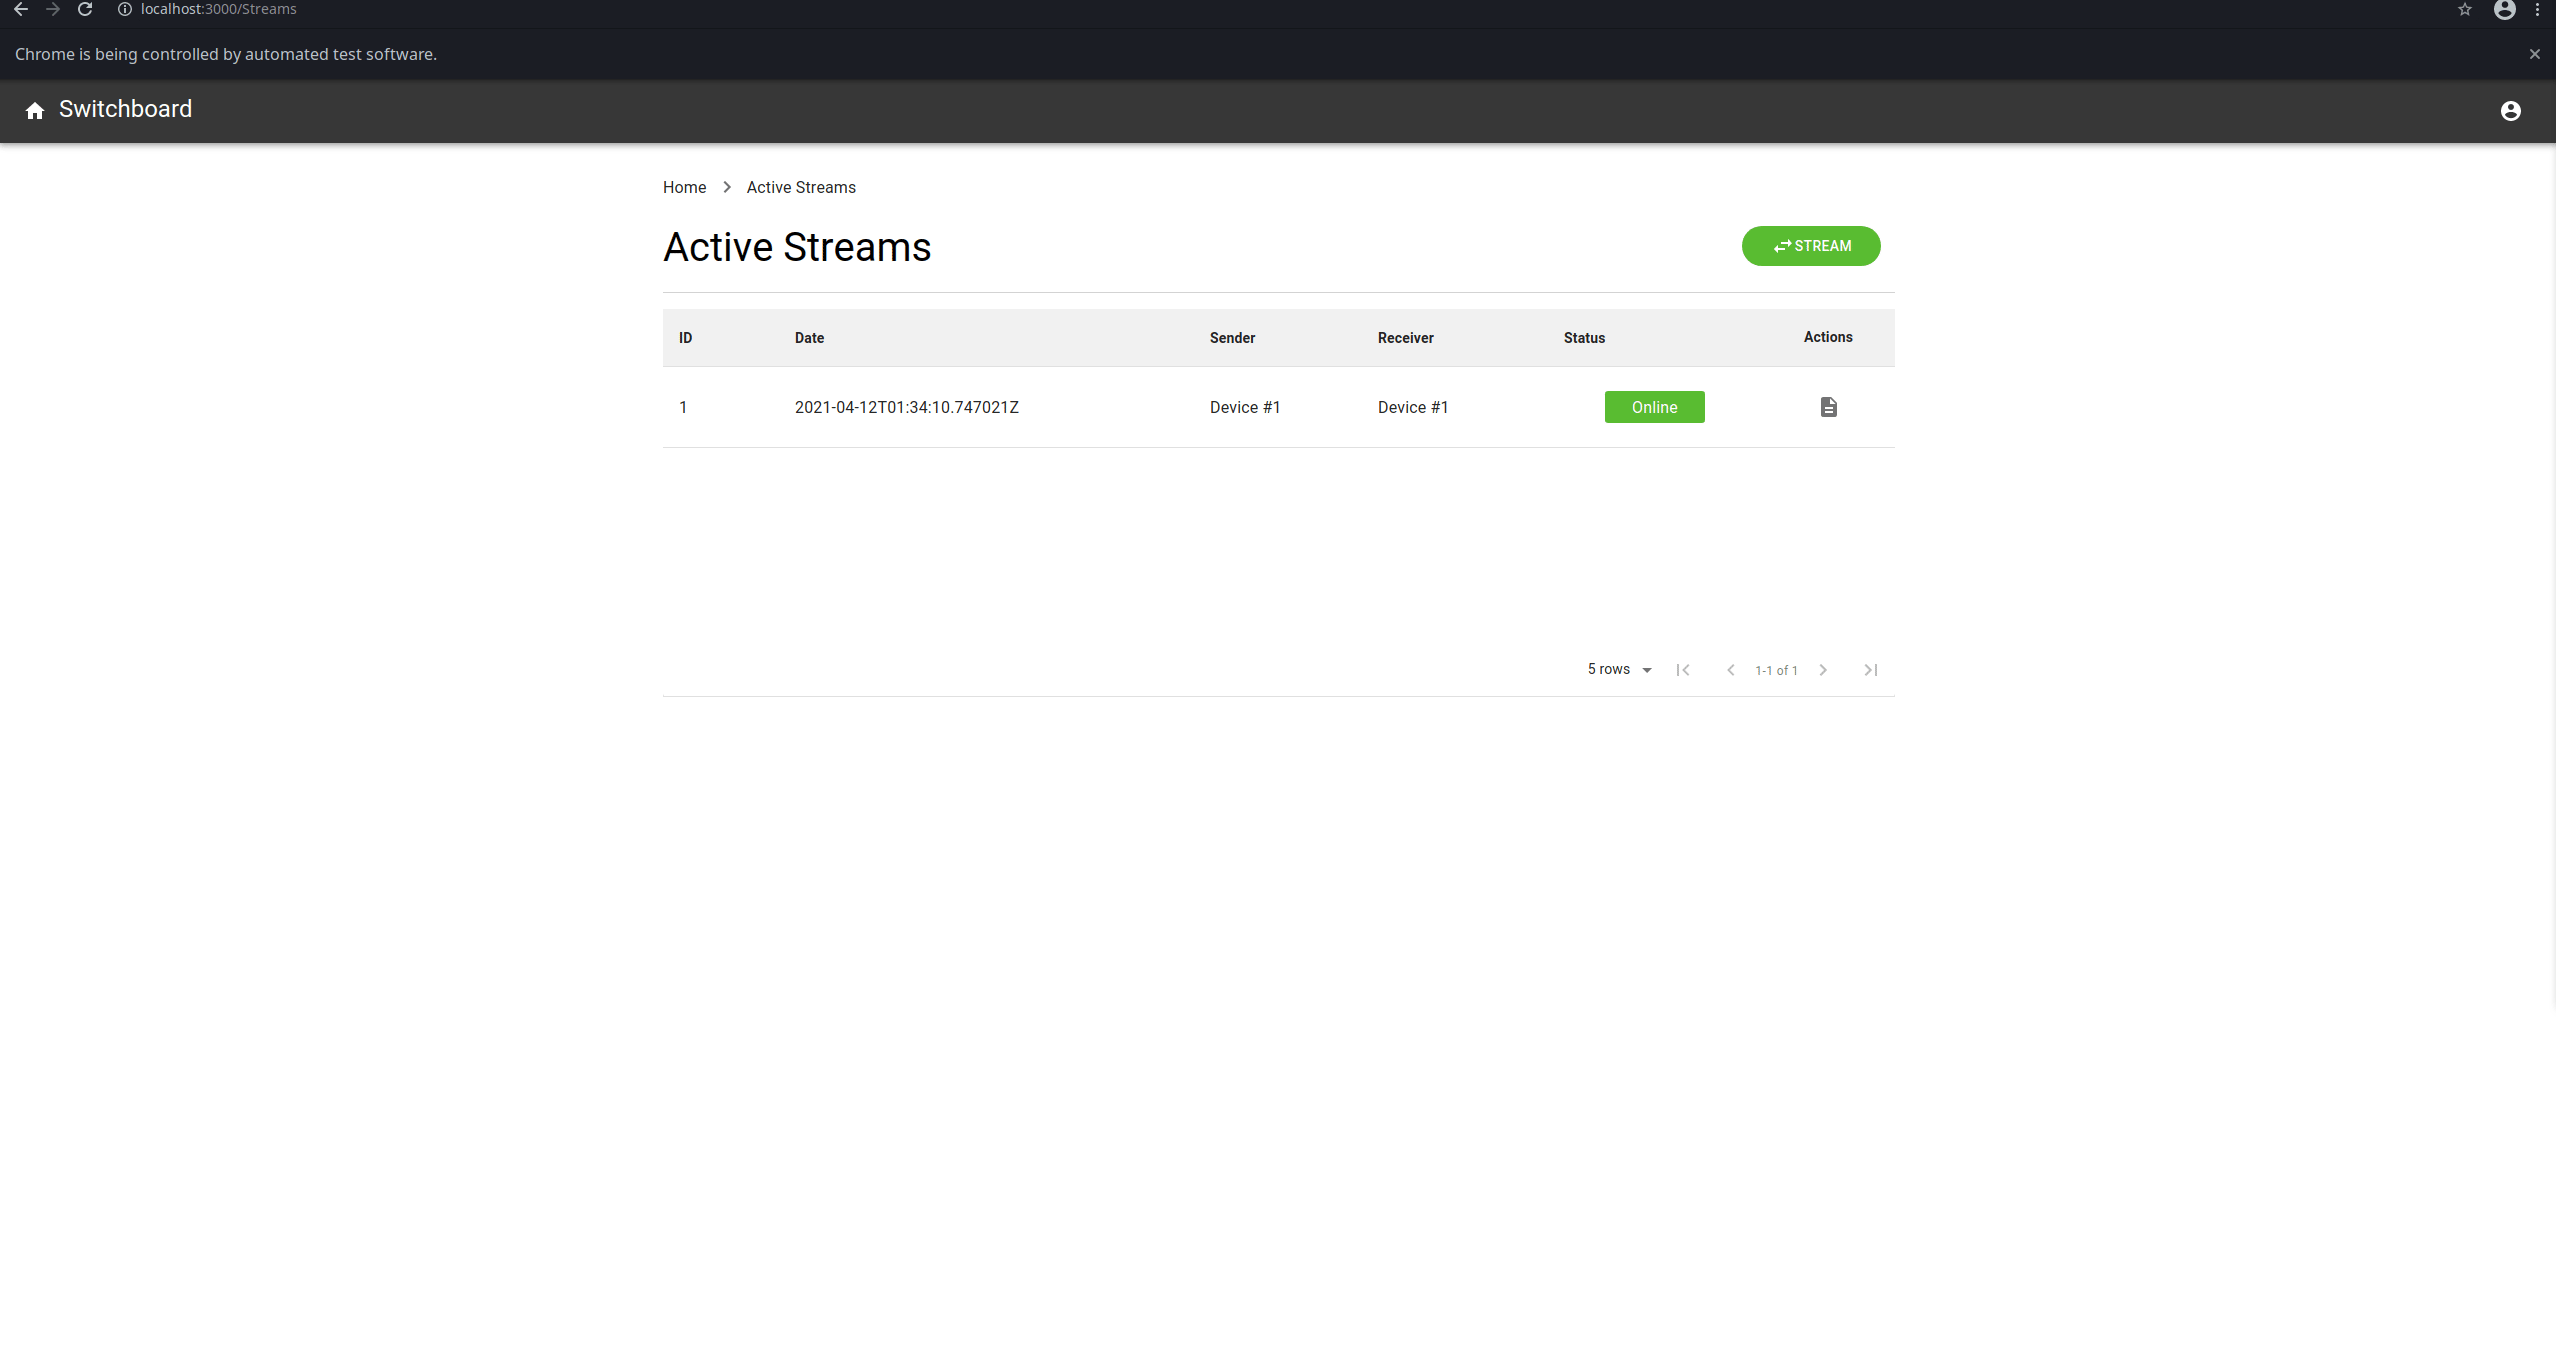 localhost:3000/Streams
Chrome is being controlled by automated test software.
Switchboard
Home > Active Streams
Active Streams
STREAM
ID Date Sender Receiver Status Actions
1 2021-04-12T01:34:10.747021Z Device #1 Device #1 Online
5 rows 1-1 of 1